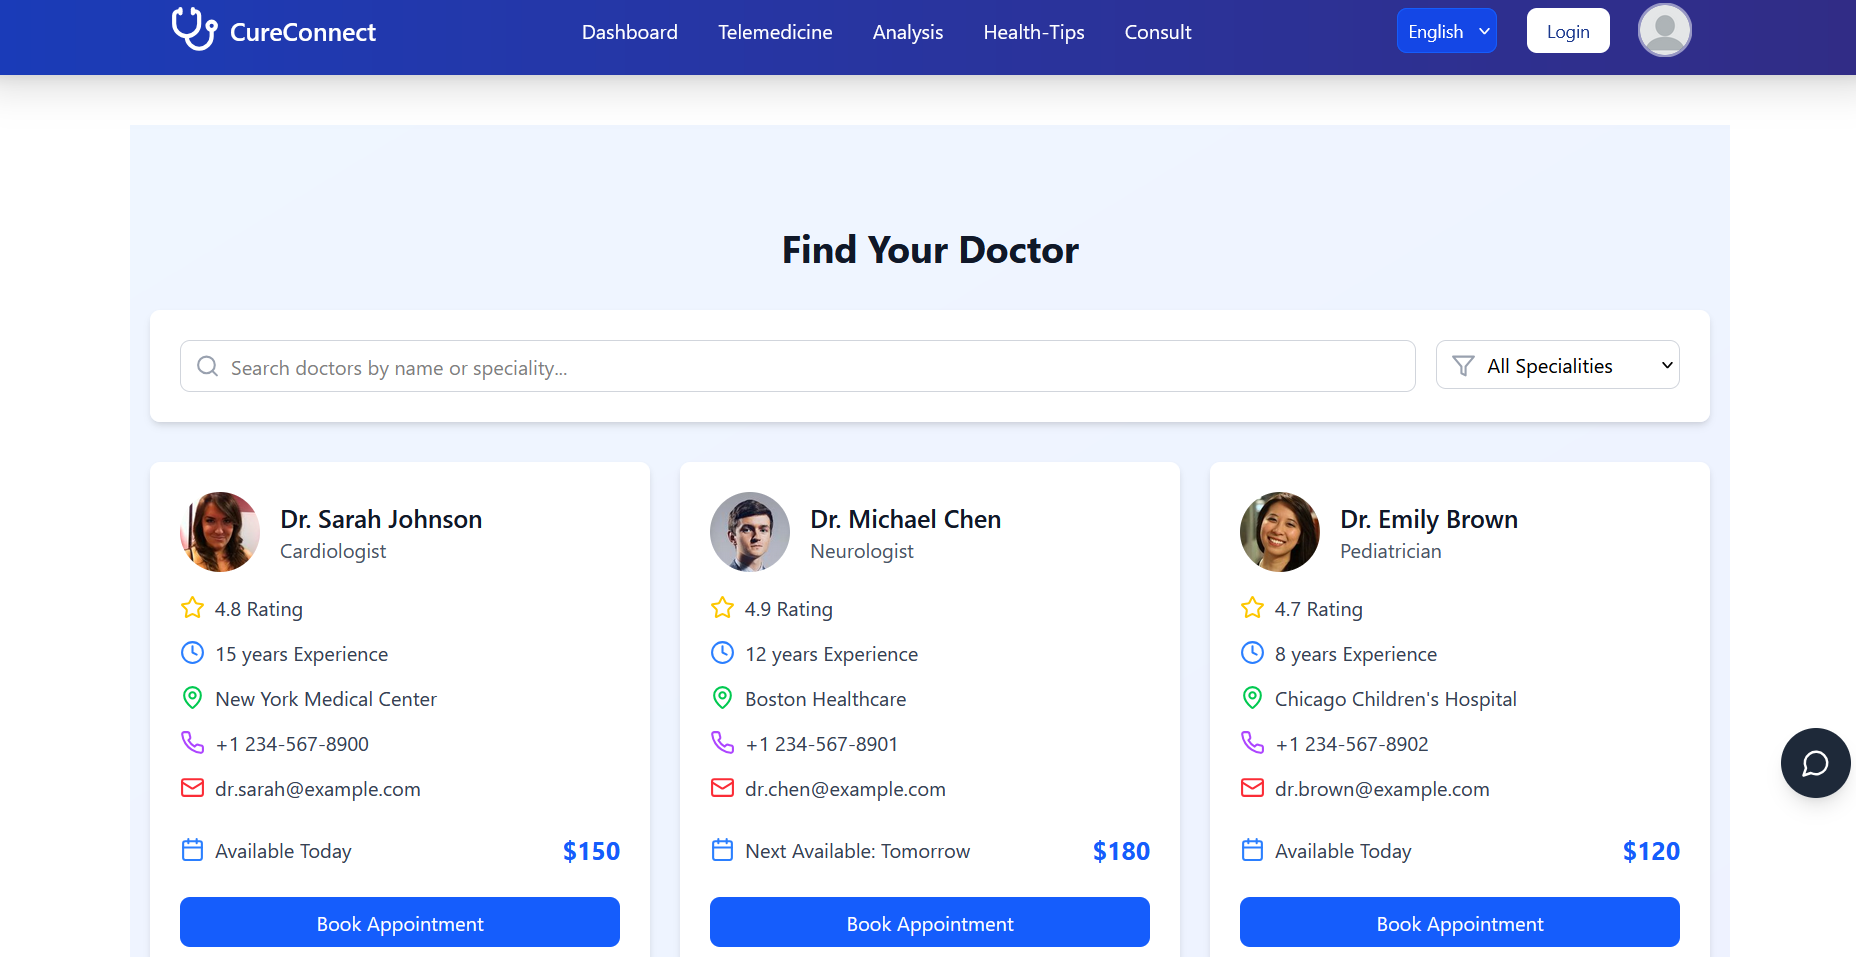 CureConnect
Dashboard Telemedicine Analysis Health-Tips Consult
English
Login
Find Your Doctor
Search doctors by name or speciality...
All Specialities
Dr. Sarah Johnson
Cardiologist
4.8 Rating
15 years Experience
New York Medical Center
+1 234-567-8900
dr.sarah@example.com
Available Today $150
Book Appointment
Dr. Michael Chen
Neurologist
4.9 Rating
12 years Experience
Boston Healthcare
+1 234-567-8901
dr.chen@example.com
Next Available: Tomorrow $180
Book Appointment
Dr. Emily Brown
Pediatrician
4.7 Rating
8 years Experience
Chicago Children's Hospital
+1 234-567-8902
dr.brown@example.com
Available Today $120
Book Appointment